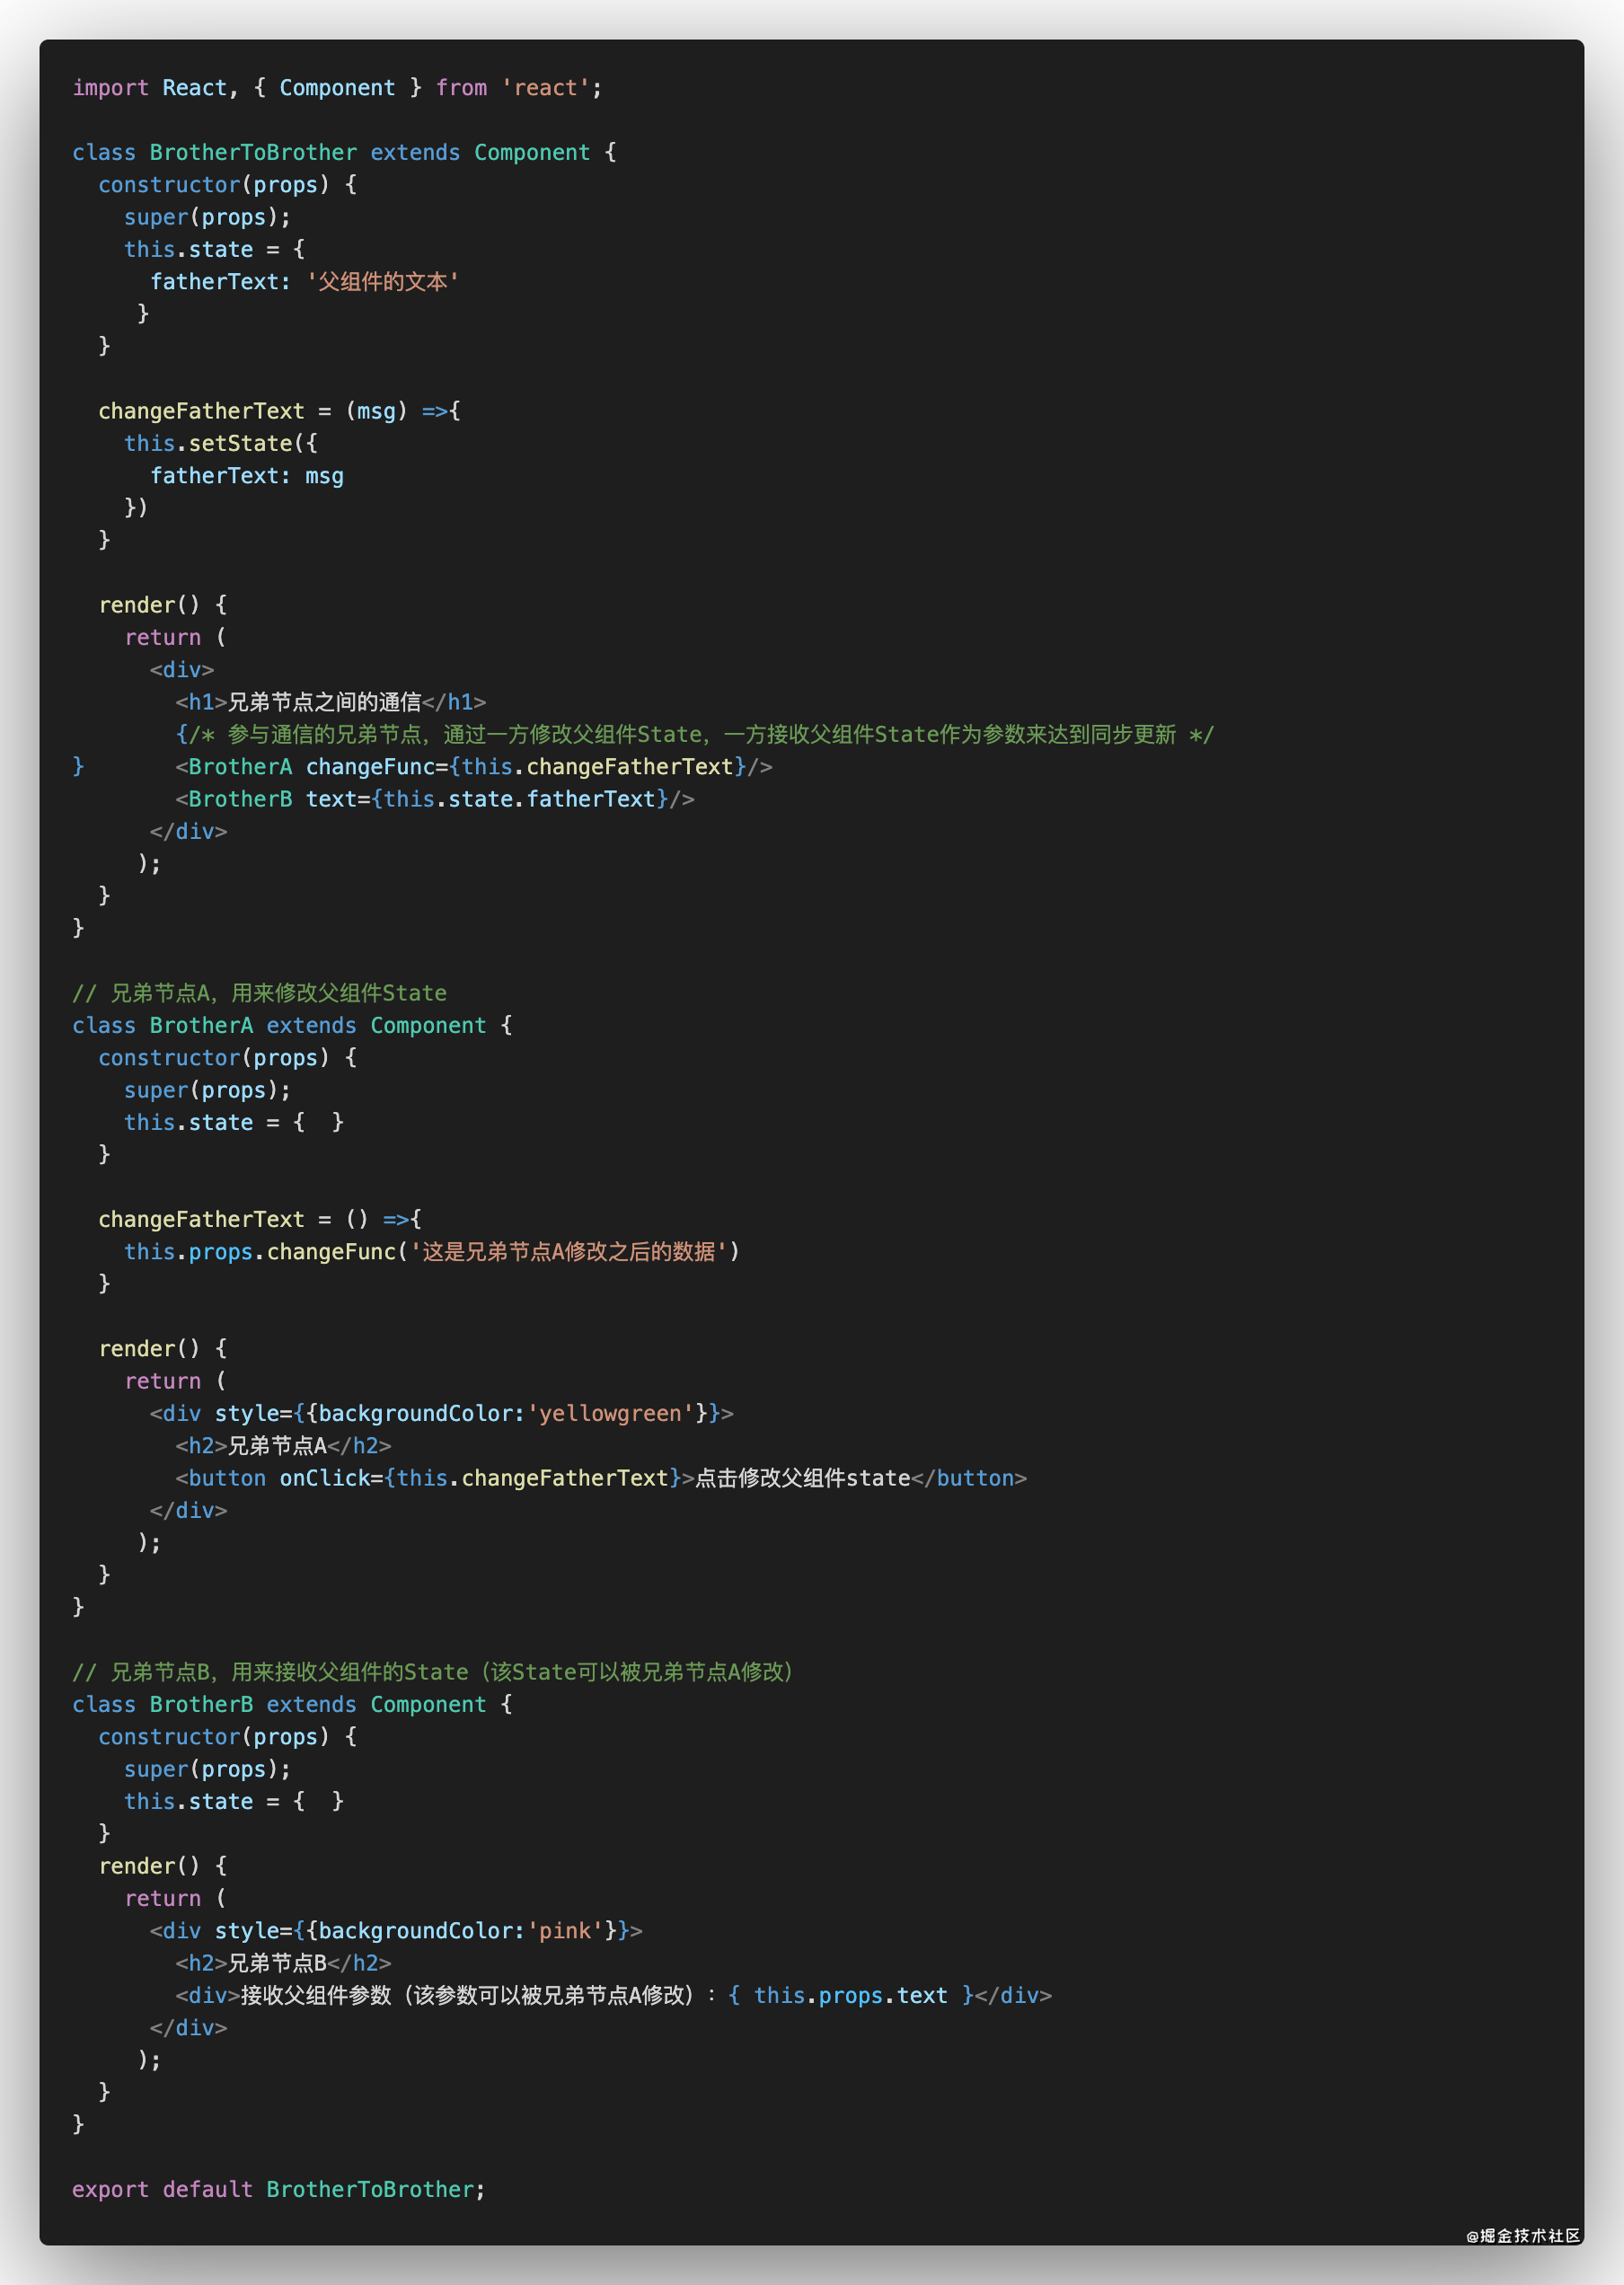 import React, { Component } from 'react';

class BrotherToBrother extends Component {
  constructor(props) {
    super(props);
    this.state = {
      fatherText: '父组件的文本'
     }
  }

  changeFatherText = (msg) =>{
    this.setState({
      fatherText: msg
    })
  }

  render() {
    return (
      <div>
        <h1>兄弟节点之间的通信</h1>
        {/* 参与通信的兄弟节点，通过一方修改父组件State，一方接收父组件State作为参数来达到同步更新 */
}       <BrotherA changeFunc={this.changeFatherText}/>
        <BrotherB text={this.state.fatherText}/>
      </div>
     );
  }
}

// 兄弟节点A，用来修改父组件State
class BrotherA extends Component {
  constructor(props) {
    super(props);
    this.state = {  }
  }

  changeFatherText = () =>{
    this.props.changeFunc('这是兄弟节点A修改之后的数据')
  }

  render() {
    return (
      <div style={{backgroundColor:'yellowgreen'}}>
        <h2>兄弟节点A</h2>
        <button onClick={this.changeFatherText}>点击修改父组件state</button>
      </div>
     );
  }
}

// 兄弟节点B，用来接收父组件的State（该State可以被兄弟节点A修改）
class BrotherB extends Component {
  constructor(props) {
    super(props);
    this.state = {  }
  }
  render() {
    return (
      <div style={{backgroundColor:'pink'}}>
        <h2>兄弟节点B</h2>
        <div>接收父组件参数（该参数可以被兄弟节点A修改）：{ this.props.text }</div>
      </div>
     );
  }
}

export default BrotherToBrother;
@掘金技术社区